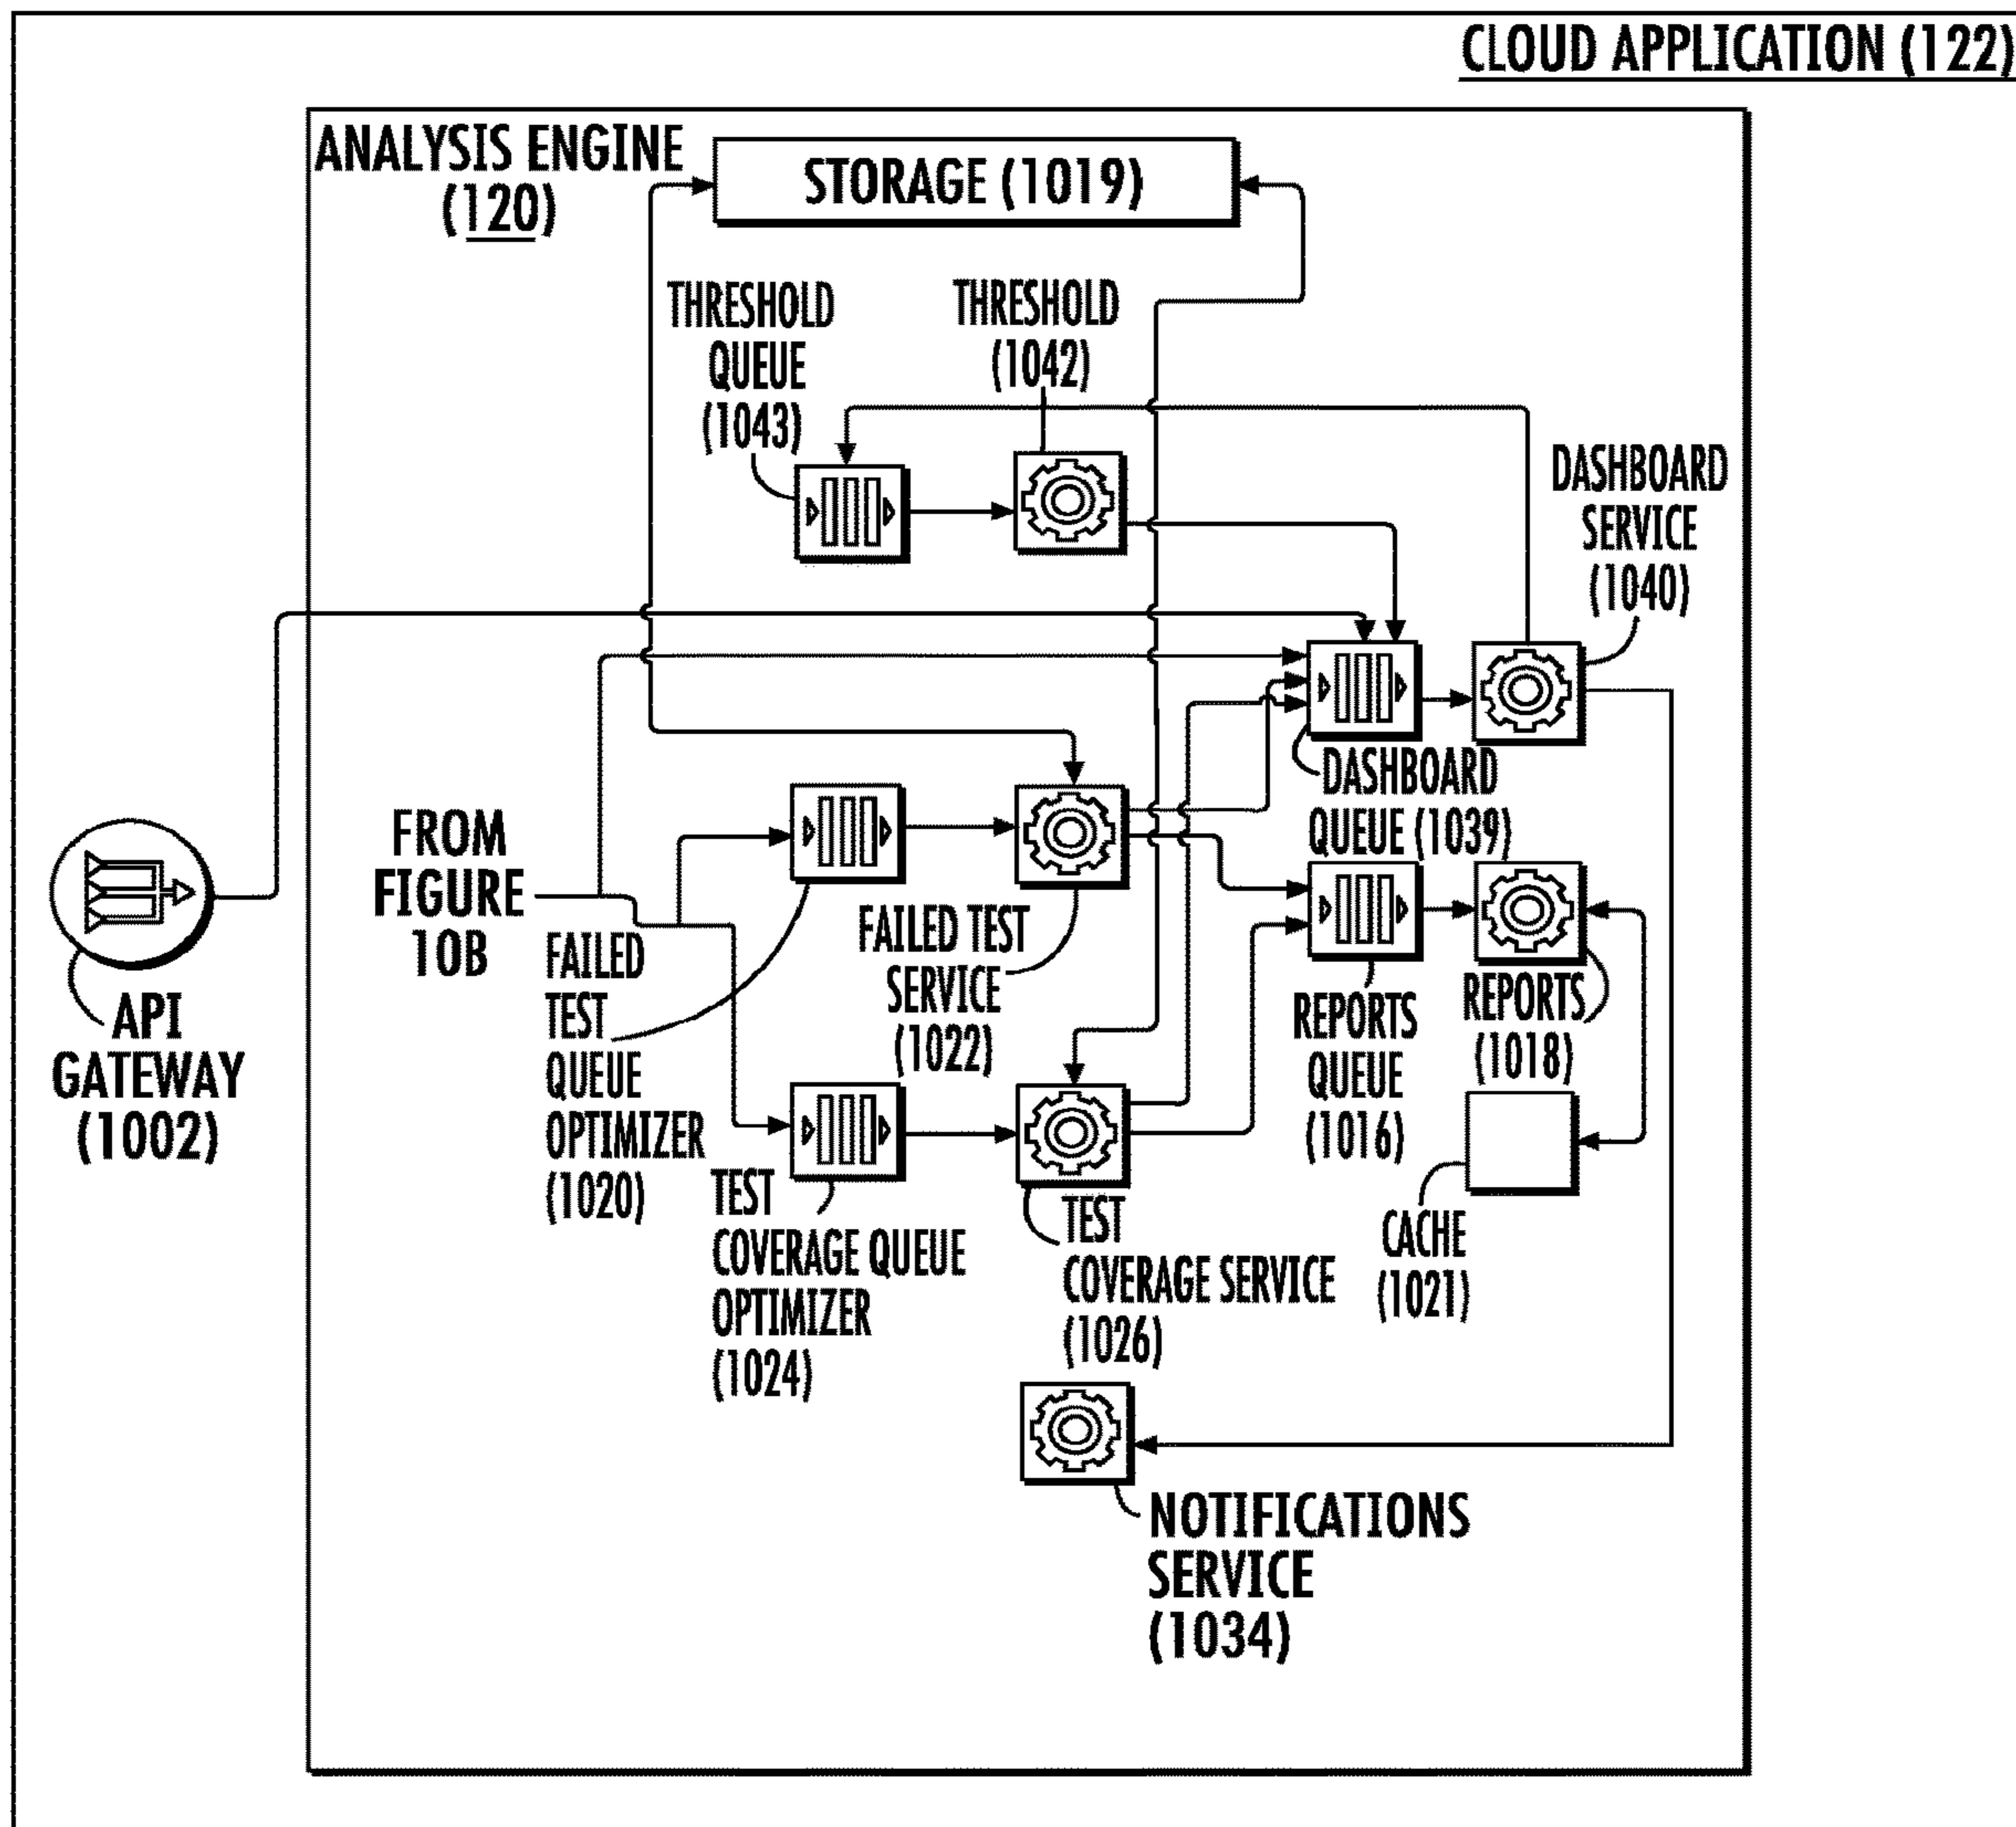 CLOUD APPLICATION (122)
ANALYSIS ENGINE
(120)
STORAGE (1019)
THRESHOLD
QUEUE
(1043)
THRESHOLD
(1042)
DASHBOARD
SERVICE
(1040)
DASHBOARD
QUEUE (1039)
FROM
FIGURE
10B
API
GATEWAY
(1002)
FAILED
TEST
QUEUE
OPTIMIZER
(1020)
FAILED TEST
SERVICE
(1022)
REPORTS
QUEUE
(1016)
REPORTS
(1018)
TEST
COVERAGE QUEUE
OPTIMIZER
(1024)
TEST
COVERAGE SERVICE
(1026)
CACHE
(1021)
NOTIFICATIONS
SERVICE
(1034)